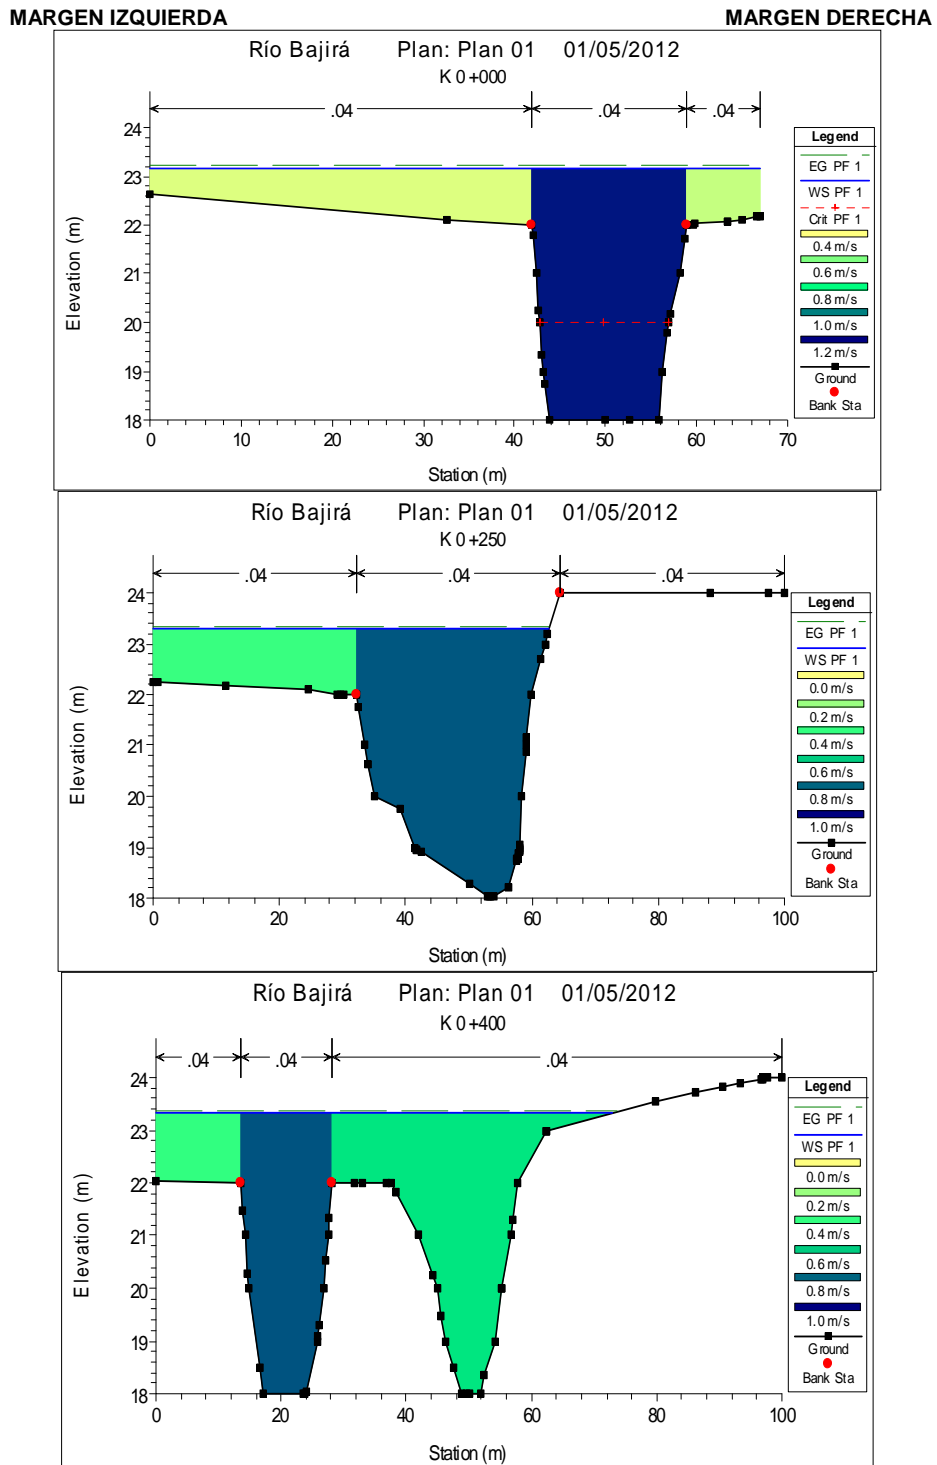 MARGEN IZQUIERDA MARGEN DERECHA
Río Bajirá Plan: Plan 01 01/05/2012
K 0+000
.04 .04 .04
24
23
22
21
20
19
18
0 10 20 30 40 50 60 70
Station (m)
Elevation (m)
Legend
EG PF 1
WS PF 1
Crit PF 1
0.4 m/s
0.6 m/s
0.8 m/s
1.0 m/s
1.2 m/s
Ground
Bank Sta
Río Bajirá Plan: Plan 01 01/05/2012
K 0+250
.04 .04 .04
24
23
22
21
20
19
18
0 20 40 60 80 100
Station (m)
Elevation (m)
Legend
EG PF 1
WS PF 1
0.0 m/s
0.2 m/s
0.4 m/s
0.6 m/s
0.8 m/s
1.0 m/s
Ground
Bank Sta
Río Bajirá Plan: Plan 01 01/05/2012
K 0+400
.04 .04 .04
24
23
22
21
20
19
18
0 20 40 60 80 100
Station (m)
Elevation (m)
Legend
EG PF 1
WS PF 1
0.0 m/s
0.2 m/s
0.4 m/s
0.6 m/s
0.8 m/s
1.0 m/s
Ground
Bank Sta